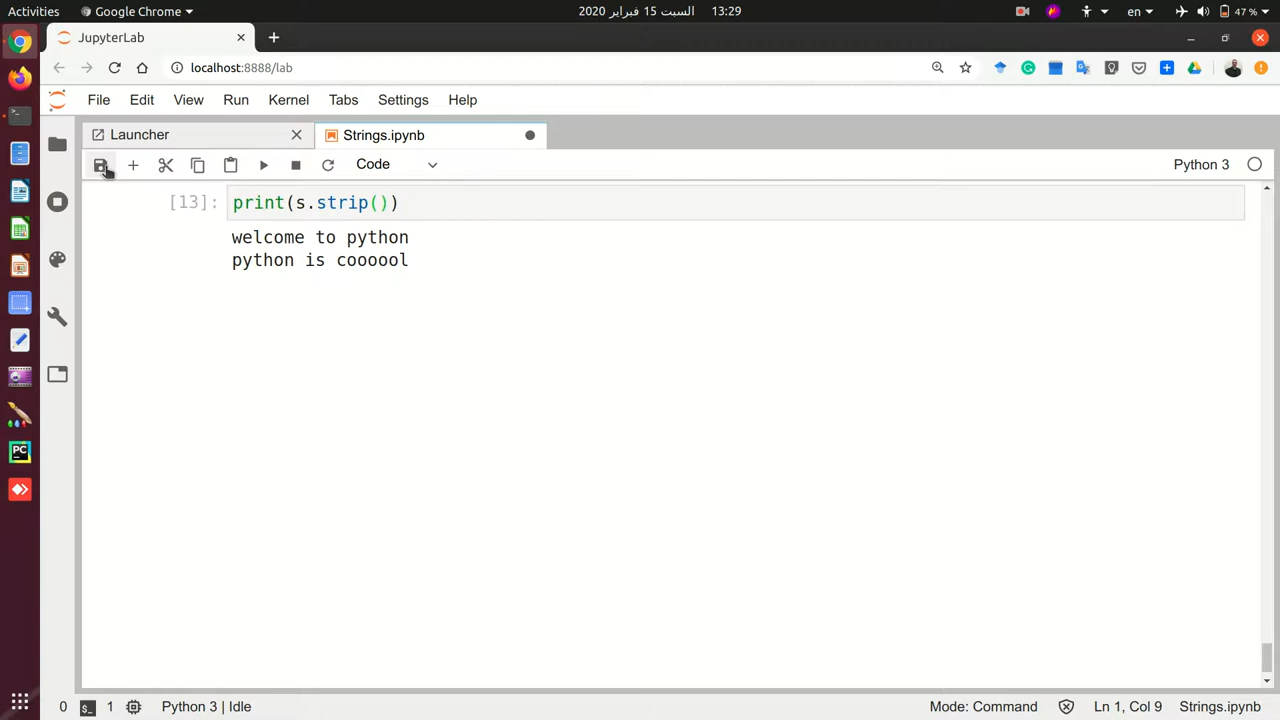 Activities
Google Chrome
السبت 15 فبراير 2020
13:29
en
47 %
JupyterLab
localhost:8888/lab
File
Edit
View
Run
Kernel
Tabs
Settings
Help
Launcher
Strings.ipynb
Code
Python 3
[13]:
print(s.strip())
welcome to python
python is coooool
PC
0
$_
1
Python 3 | Idle
Mode: Command
Ln 1, Col 9
Strings.ipynb